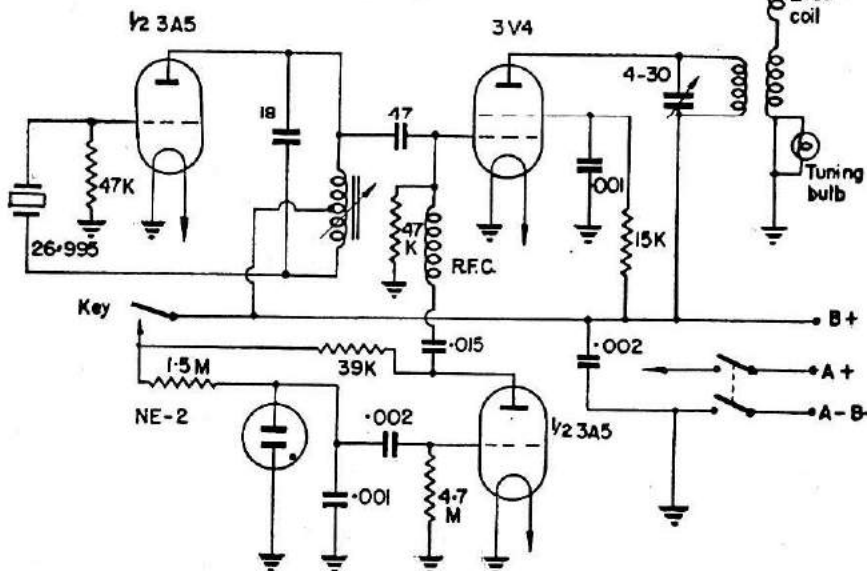 coil
½ 3A5
3V4
4-30
18
47
47K
.001
Tuning
bulb
26.995
47
K
15K
R.F.C.
Key
B+
.015
.002
A+
1.5M
39K
A-B-
NE-2
.002
½ 3A5
.001
4.7
M